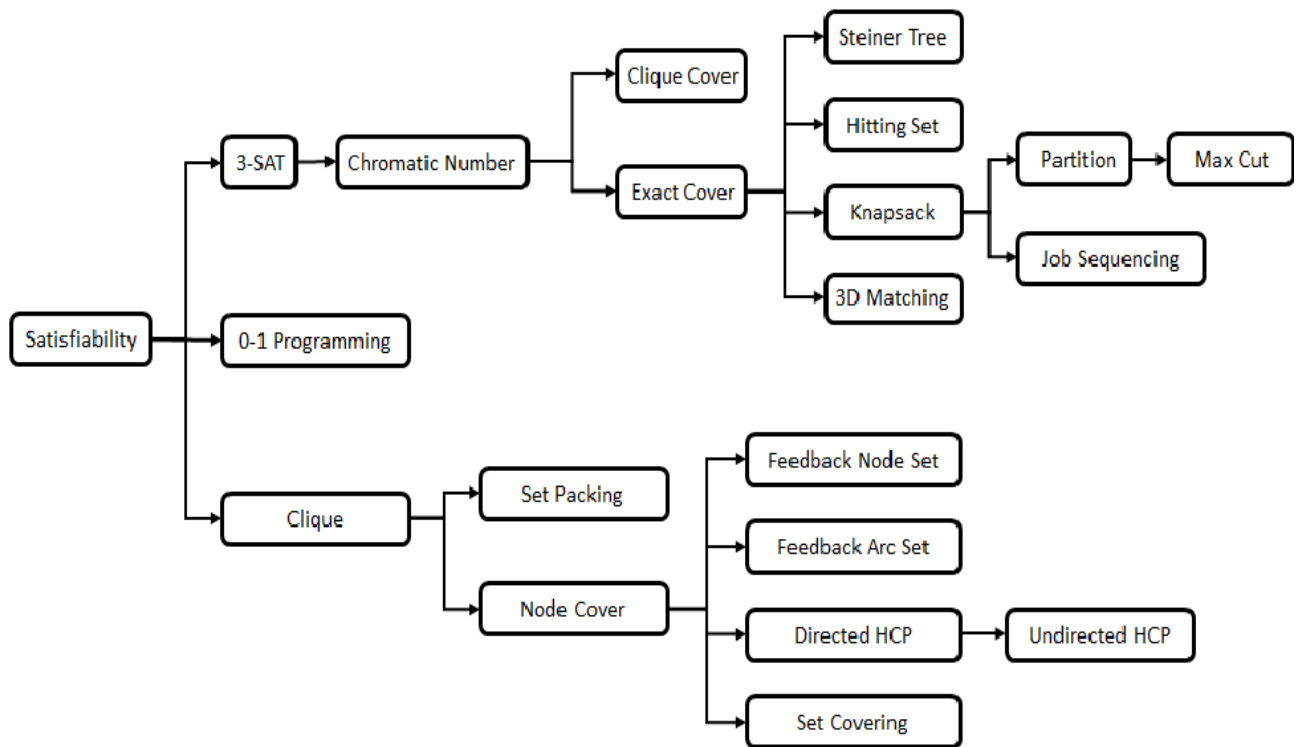 Steiner Tree
Clique Cover
Hitting Set
3-SAT
Chromatic Number
Partition
Max Cut
Exact Cover
Knapsack
Job Sequencing
3D Matching
Satisfiability
0-1 Programming
Feedback Node Set
Set Packing
Clique
Feedback Arc Set
Node Cover
Directed HCP
Undirected HCP
Set Covering